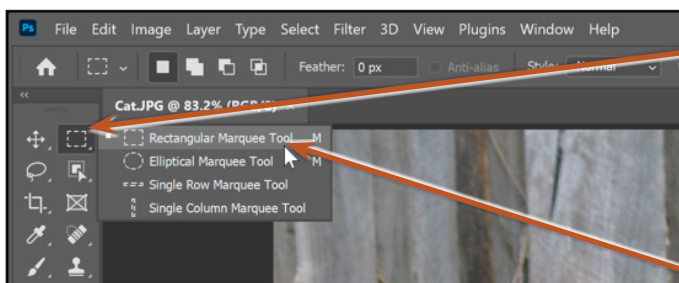 Ps File Edit Image Layer Type Select Filter 3D View Plugins Window Help
Feather: 0 px Anti-alias Style: Normal
Cat.JPG @ 83.2% (RGB/8)
Rectangular Marquee Tool M
Elliptical Marquee Tool M
Single Row Marquee Tool
Single Column Marquee Tool